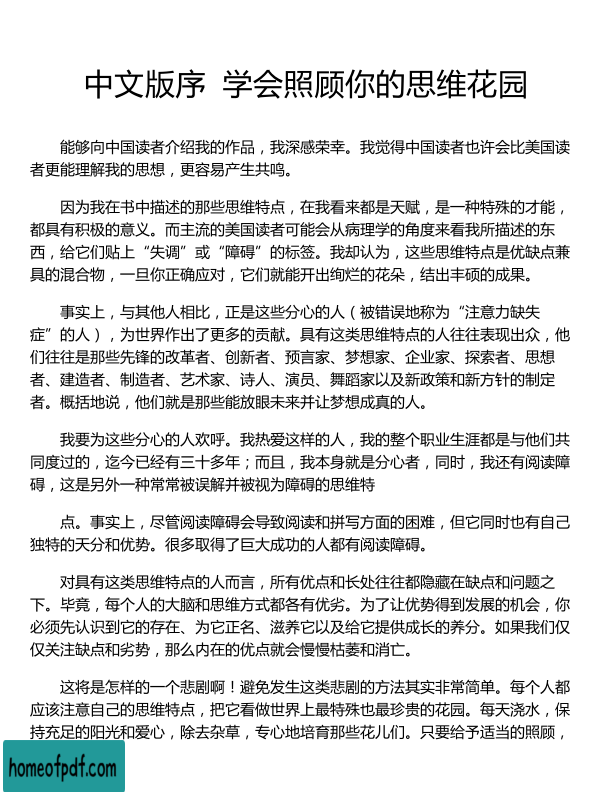 中文版序 学会照顾你的思维花园
能够向中国读者介绍我的作品，我深感荣幸。我觉得中国读者也许会比美国读
者更能理解我的思想，更容易产生共鸣。
因为我在书中描述的那些思维特点，在我看来都是天赋，是一种特殊的才能，
都具有积极的意义。而主流的美国读者可能会从病理学的角度来看我所描述的东
西，给它们贴上“失调”或“障碍”的标签。我却认为，这些思维特点是优缺点兼
具的混合物，一旦你正确应对，它们就能开出绚烂的花朵，结出丰硕的成果。
事实上，与其他人相比，正是这些分心的人（被错误地称为“注意力缺失
症”的人），为世界作出了更多的贡献。具有这类思维特点的人往往表现出众，他
们往往是那些先锋的改革者、创新者、预言家、梦想家、企业家、探索者、思想
者、建造者、制造者、艺术家、诗人、演员、舞蹈家以及新政策和新方针的制定
者。概括地说，他们就是那些能放眼未来并让梦想成真的人。
我要为这些分心的人欢呼。我热爱这样的人，我的整个职业生涯都是与他们共
同度过的，迄今已经有三十多年；而且，我本身就是分心者，同时，我还有阅读障
碍，这是另外一种常常被误解并被视为障碍的思维特
点。事实上，尽管阅读障碍会导致阅读和拼写方面的困难，但它同时也有自己
独特的天分和优势。很多取得了巨大成功的人都有阅读障碍。
对具有这类思维特点的人而言，所有优点和长处往往都隐藏在缺点和问题之
下。毕竟，每个人的大脑和思维方式都各有优劣。为了让优势得到发展的机会，你
必须先认识到它的存在、为它正名、滋养它以及给它提供成长的养分。如果我们仅
仅关注缺点和劣势，那么内在的优点就会慢慢枯萎和消亡。
这将是怎样的一个悲剧啊！避免发生这类悲剧的方法其实非常简单。每个人都
应该注意自己的思维特点，把它看做世界上最特殊也最珍贵的花园。每天浇水，保
持充足的阳光和爱心，除去杂草，专心地培育那些花儿们。只要给予适当的照顾，
homeofpdf.com